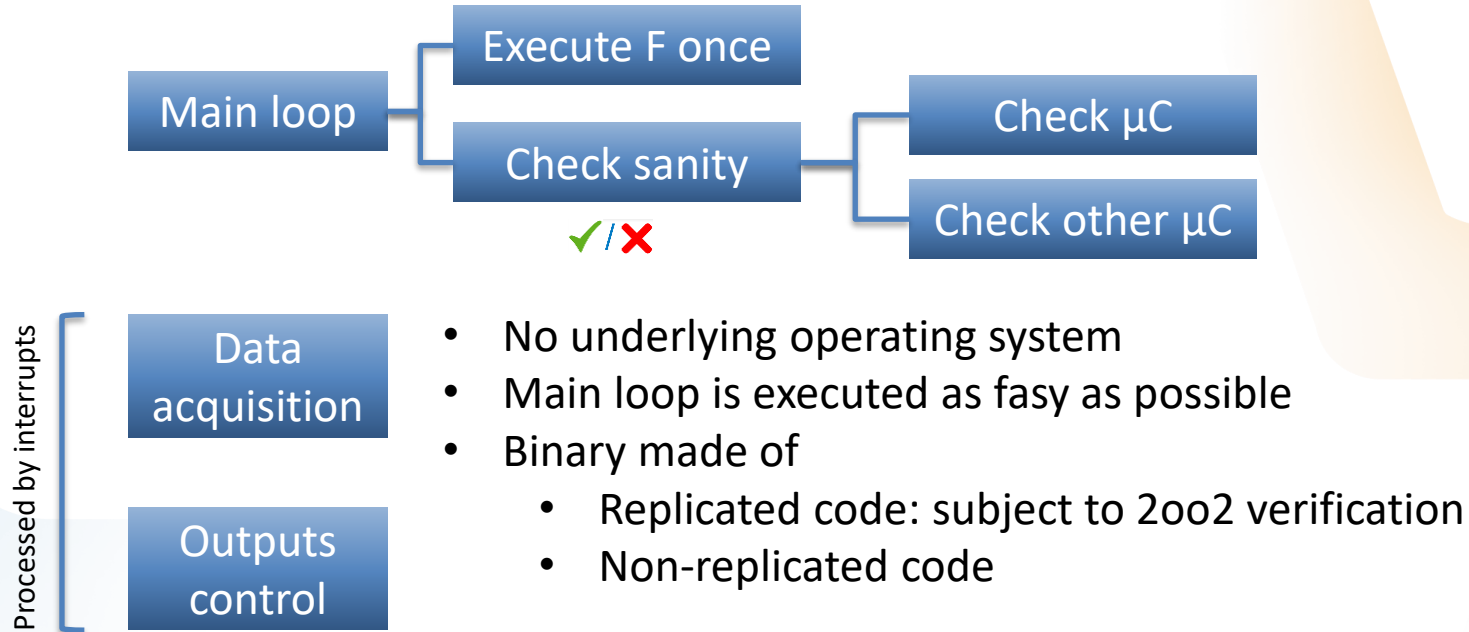 Execute F once
Main loop
Check µC
Check sanity
Check other µC
/
Processed by interrupts
Data
acquisition
• No underlying operating system
• Main loop is executed as fasy as possible
• Binary made of
• Replicated code: subject to 2oo2 verification
• Non-replicated code
Outputs
control